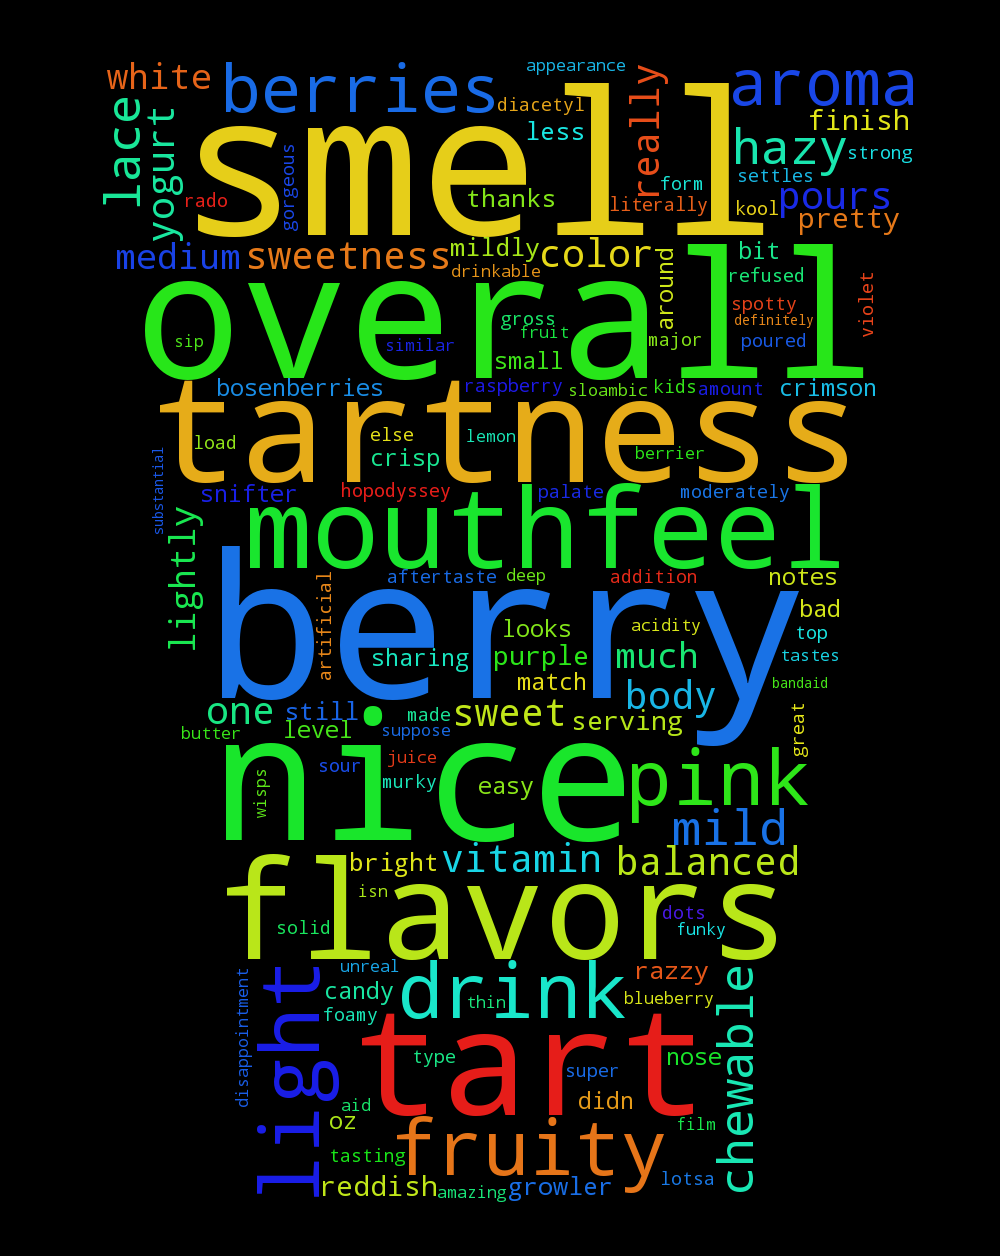 appearance
white
berries
aroma
diacetyl
really
lace
yogurt
smell
less
finish
hazy
strong
gorgeous
settles
form
rado
thanks
literally
kool
pours
pretty
medium
sweetness
mildly
color
bit
drinkable
around
refused
violet
overall
spotty
gross
definitely
fruit
sip
similar
major
poured
small
bosenberries
raspberry
sloambic
kids
amount
crimson
tartness
load
else
lemon
crisp
berrier
substantial
snifter
hopodyssey
palate
moderately
lightly
mouthfeel
aftertaste
deep
addition
notes
berry
artificial
bad
looks
acidity
top
sharing
purple
much
tastes
match
bandaid
body
one
still
made
sweet
serving
great
butter
level
suppose
nice
sour
juice
pink
wisps
murky
easy
mild
bright
vitamin
balanced
flavors
isn
dots
solid
funky
unreal
razzy
disappointment
light
candy
drink
thin
blueberry
chewable
foamy
tart
type
nose
super
aid
didn
oz
fruity
film
tasting
reddish
amazing
growler
lotsa